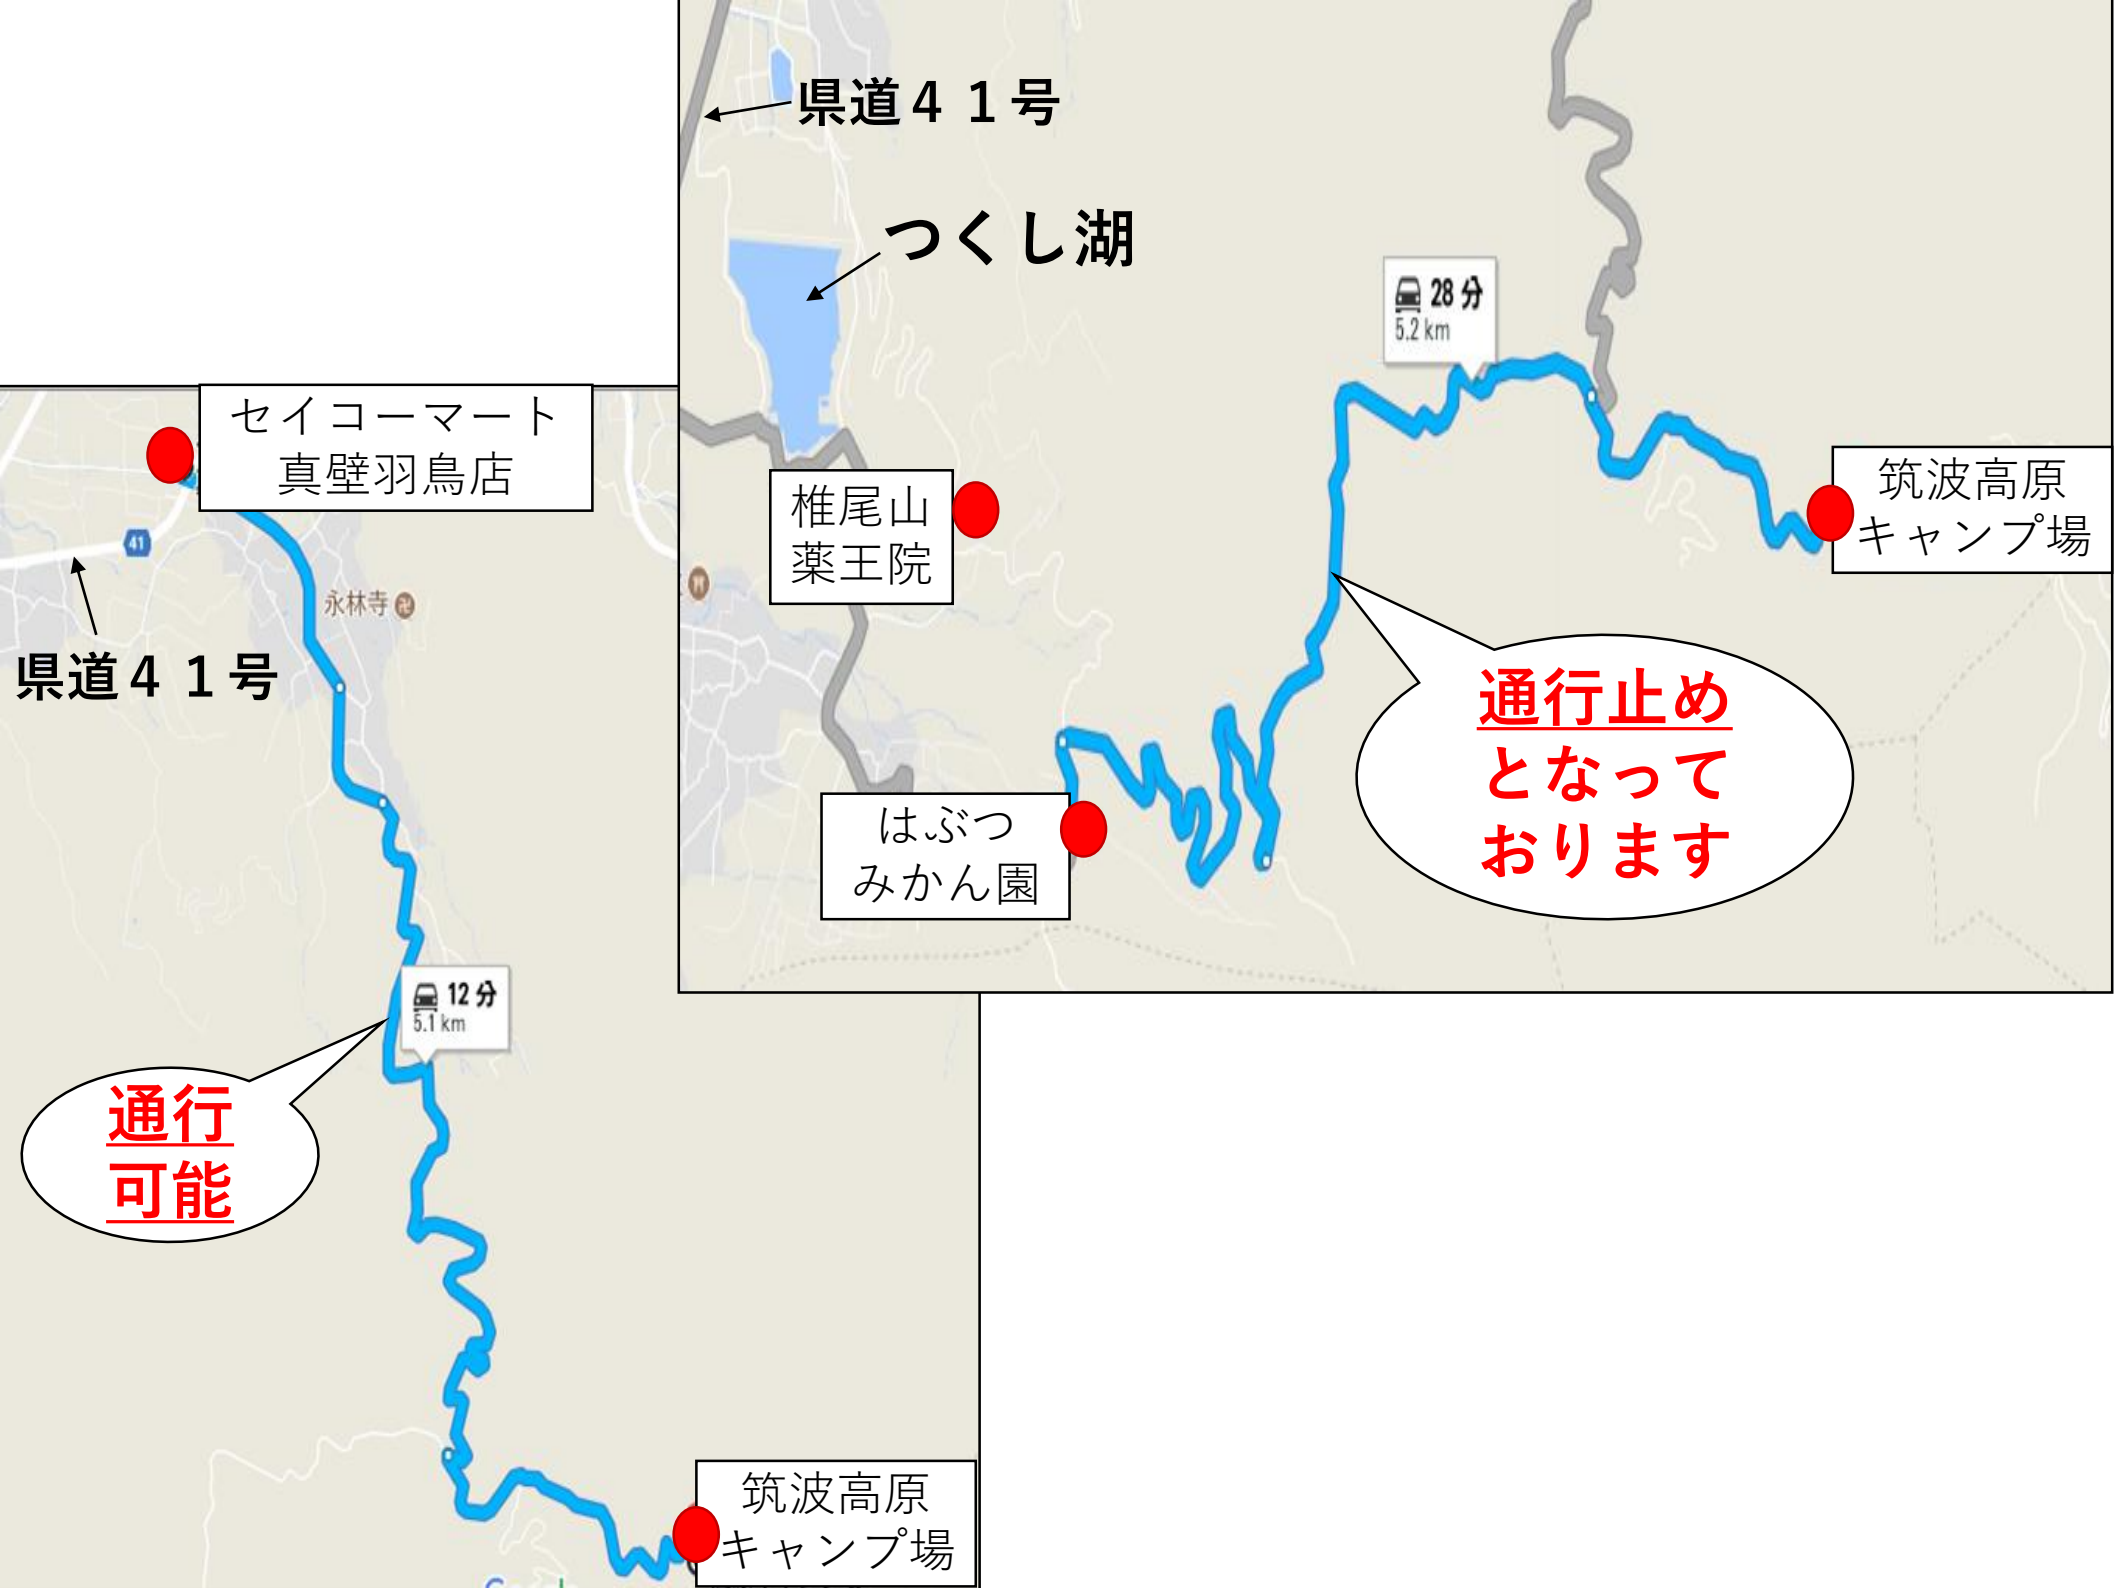 県道４１号
つくし湖
28 分
5.2 km
筑波高原
キャンプ場
椎尾山
薬王院
通行止め
となって
おります
はぶつ
みかん園
セイコーマート
真壁羽鳥店
41
永林寺
県道４１号
12 分
5.1 km
通行
可能
筑波高原
キャンプ場